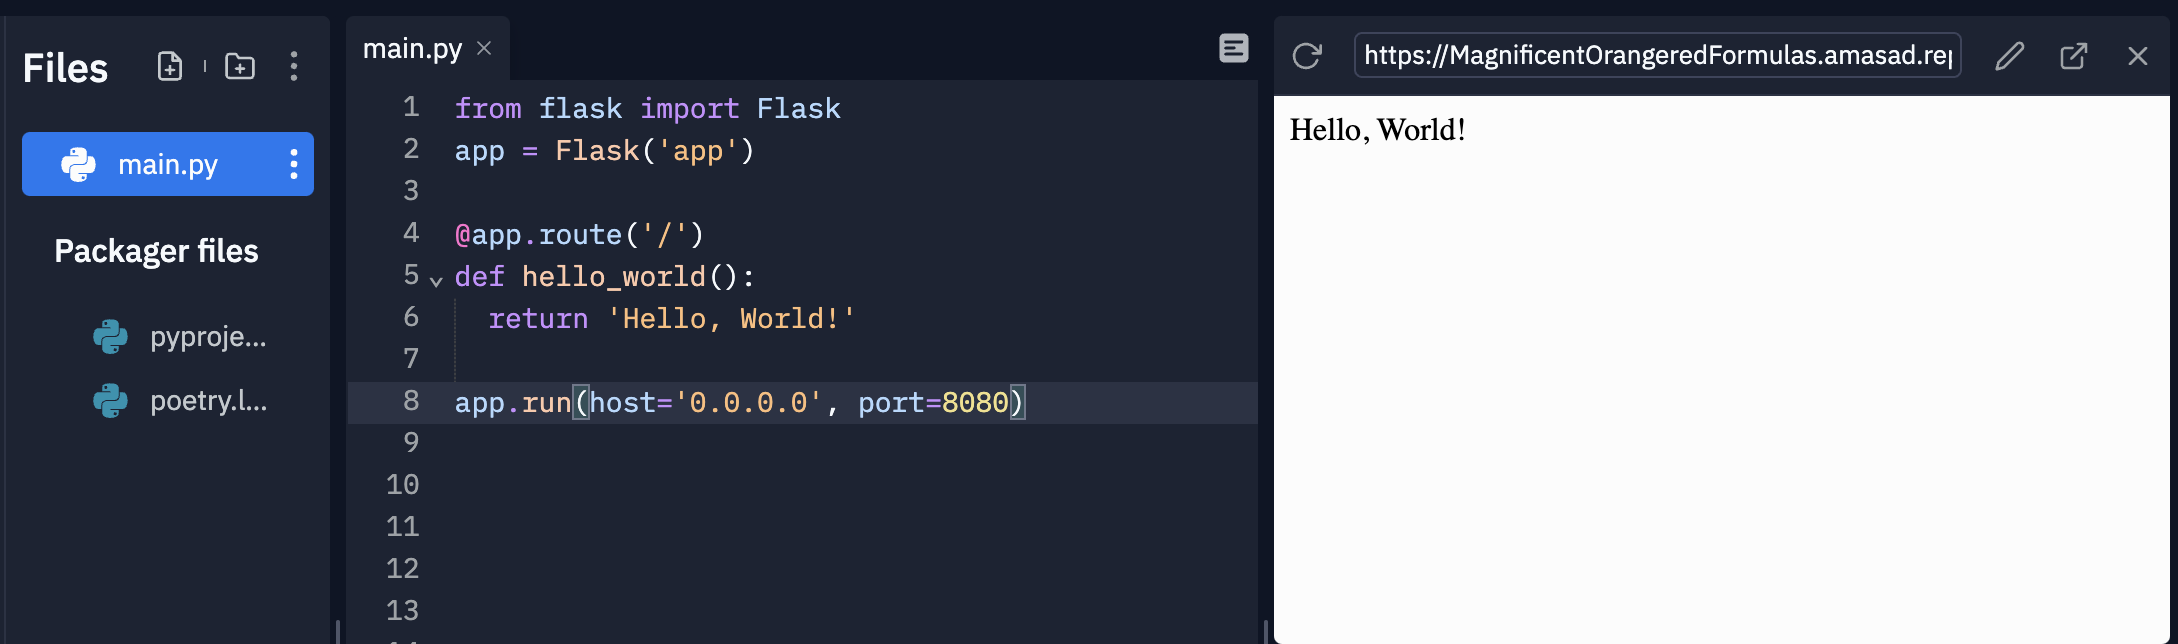 Files
main.py
Packager files
pyproje...
poetry.l...
main.py
1 from flask import Flask
2 app = Flask('app')
3
4 @app.route('/')
5 def hello_world():
6   return 'Hello, World!'
7
8 app.run(host='0.0.0.0', port=8080)
9
10
11
12
13
https://MagnificentOrangeredFormulas.amasad.rep
Hello, World!